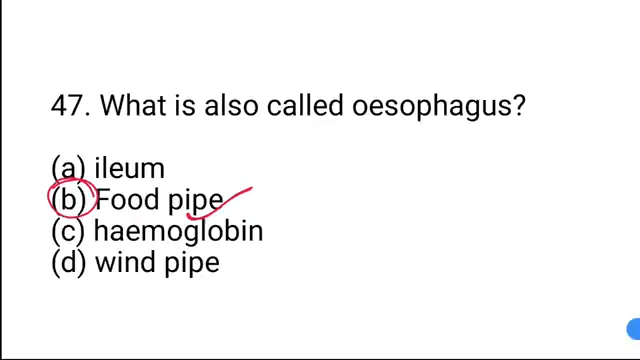 47. What is also called oesophagus?
(a) ileum
(b) Food pipe
(c) haemoglobin
(d) wind pipe